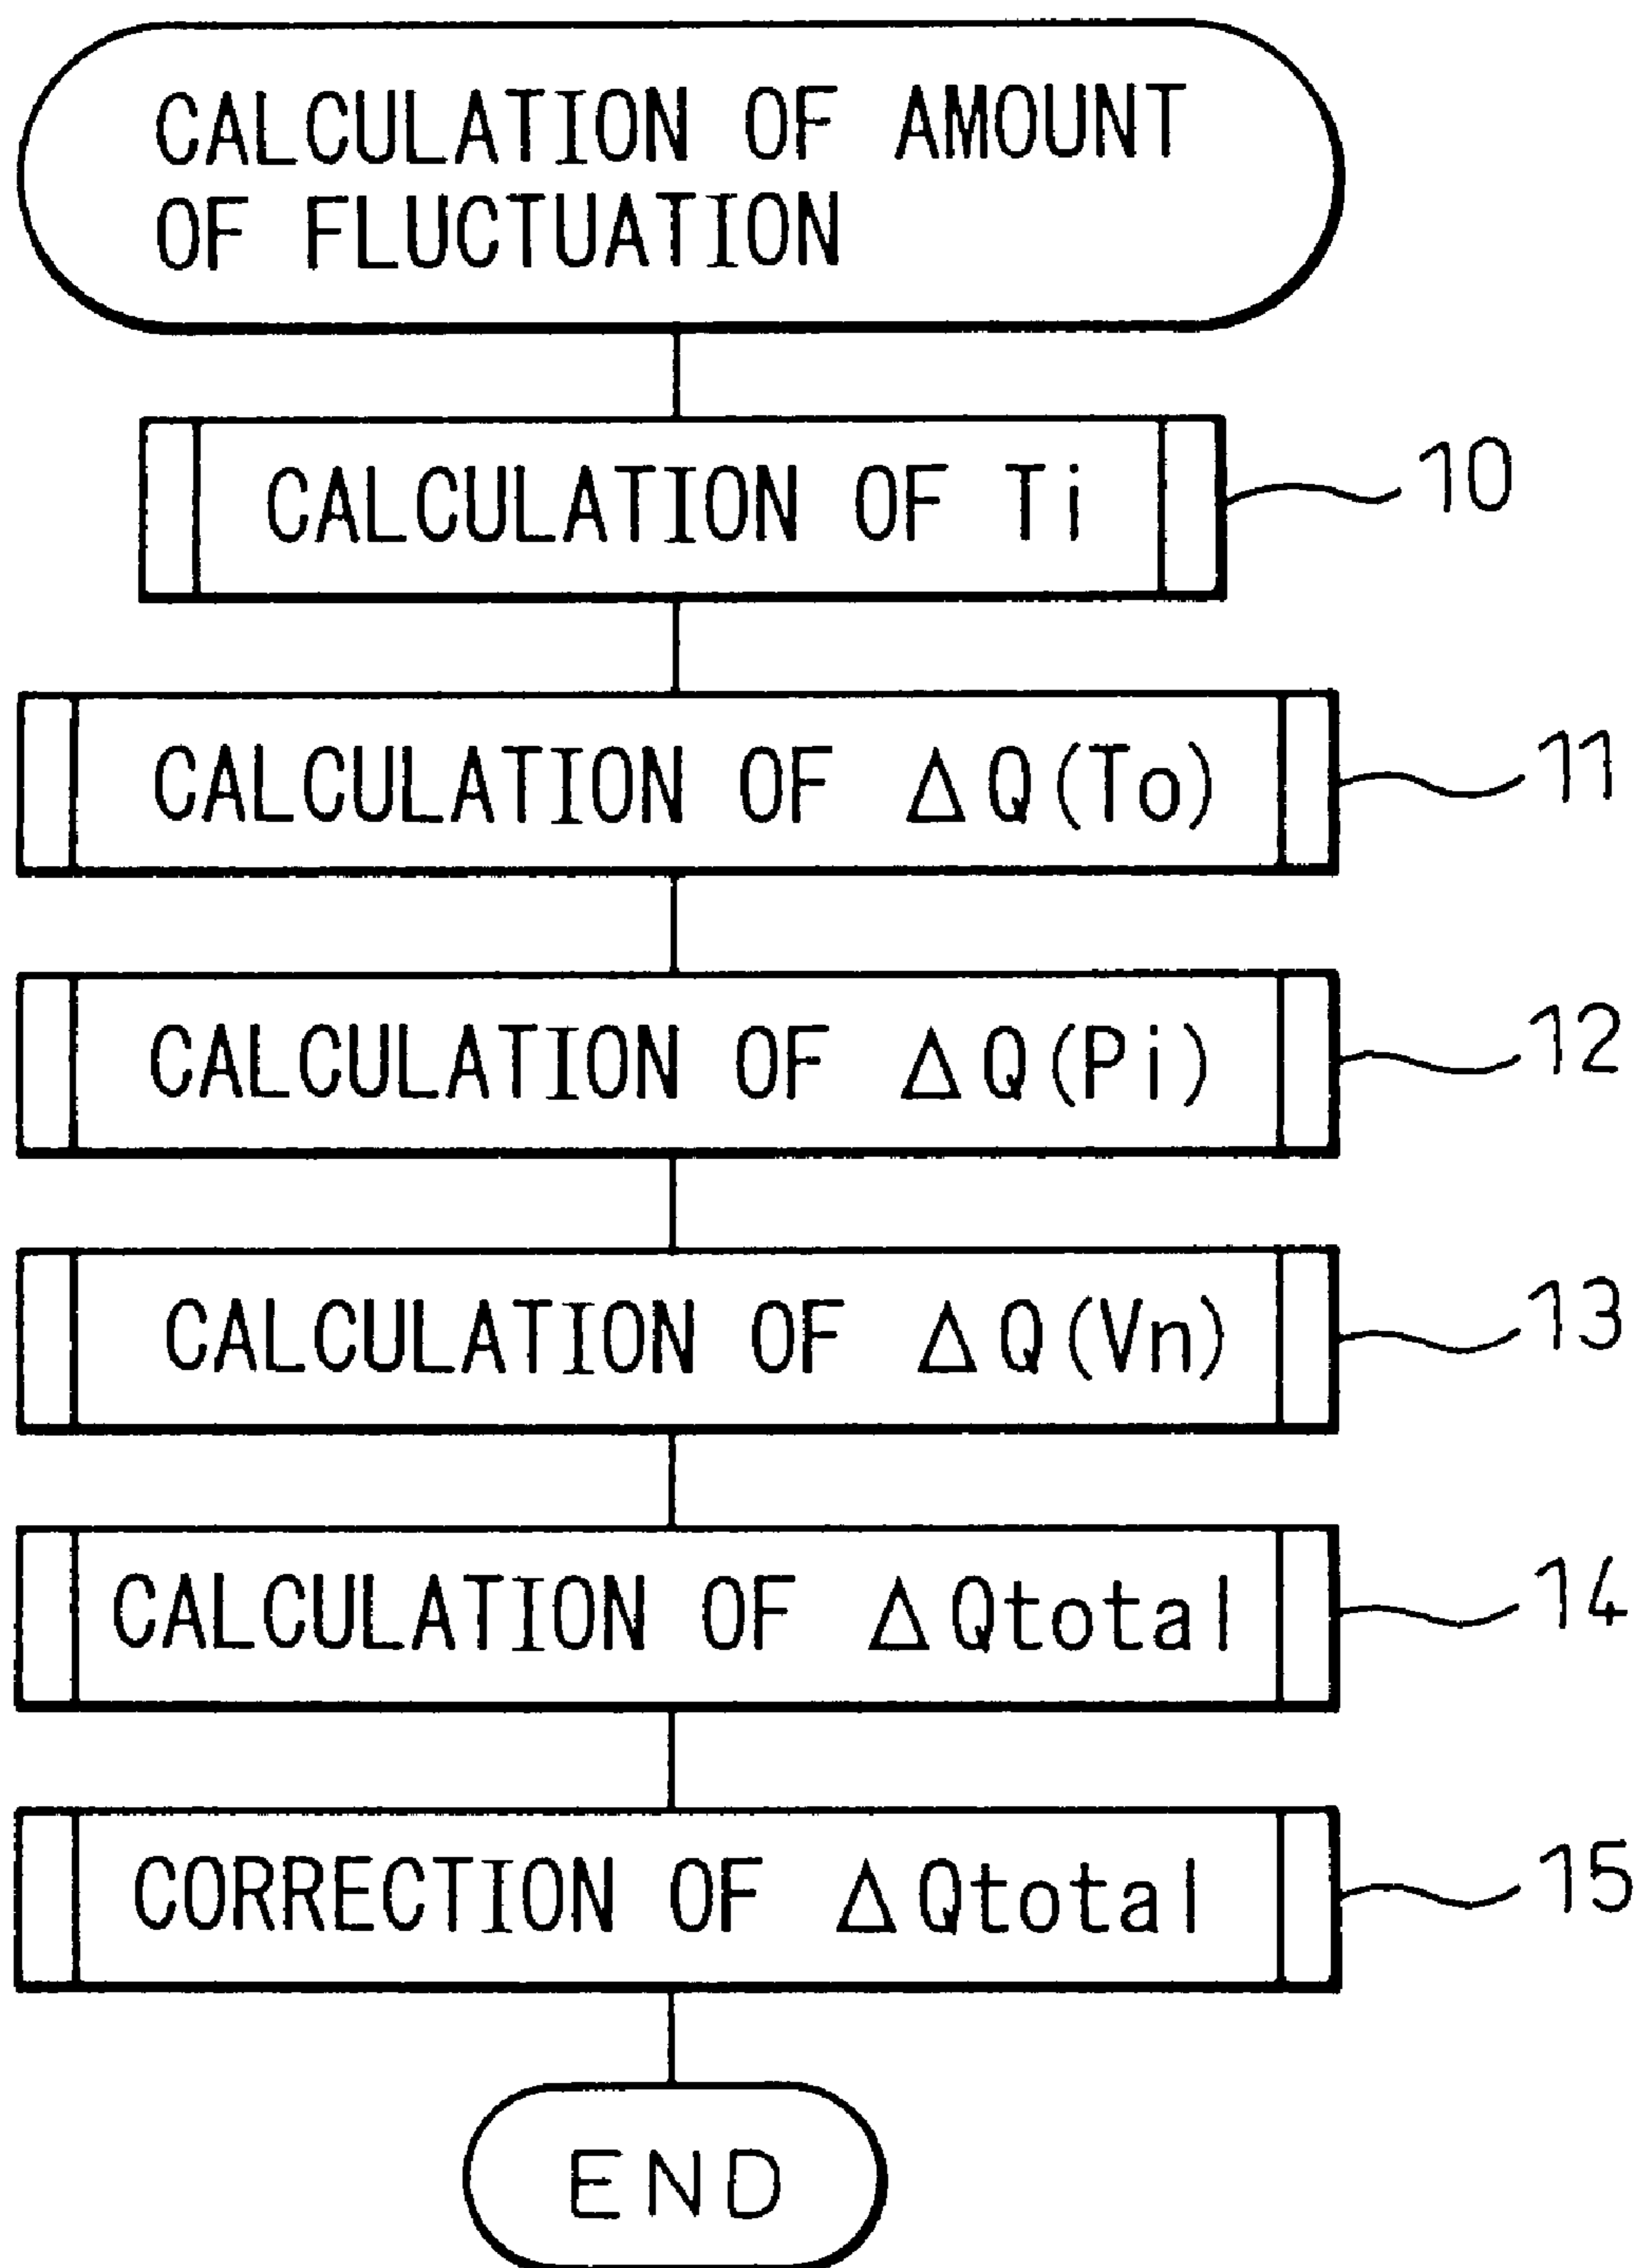 CALCULATION OF AMOUNT
OF FLUCTUATION
CALCULATION OF Ti
10
CALCULATION OF ΔQ(To)
11
CALCULATION OF ΔQ(Pi)
12
CALCULATION OF ΔQ(Vn)
13
CALCULATION OF ΔQtotal
14
CORRECTION OF ΔQtotal
15
END